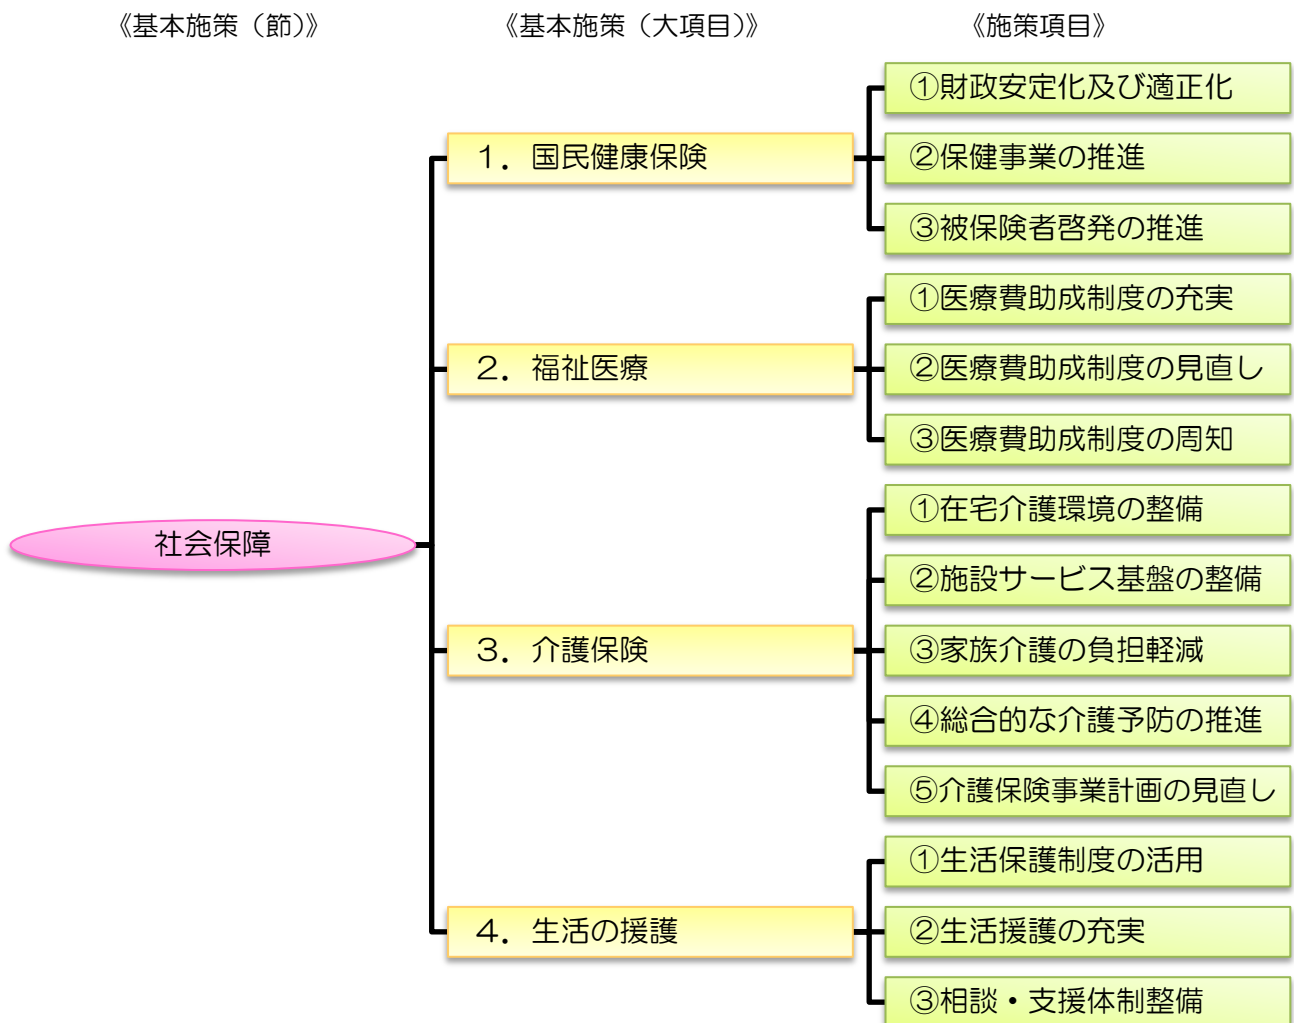 《基本施策（節）》
《基本施策（大項目）》
《施策項目》
社会保障
１．国民健康保険
①財政安定化及び適正化
②保健事業の推進
③被保険者啓発の推進
２．福祉医療
①医療費助成制度の充実
②医療費助成制度の見直し
③医療費助成制度の周知
３．介護保険
①在宅介護環境の整備
②施設サービス基盤の整備
③家族介護の負担軽減
④総合的な介護予防の推進
⑤介護保険事業計画の見直し
４．生活の援護
①生活保護制度の活用
②生活援護の充実
③相談・支援体制整備